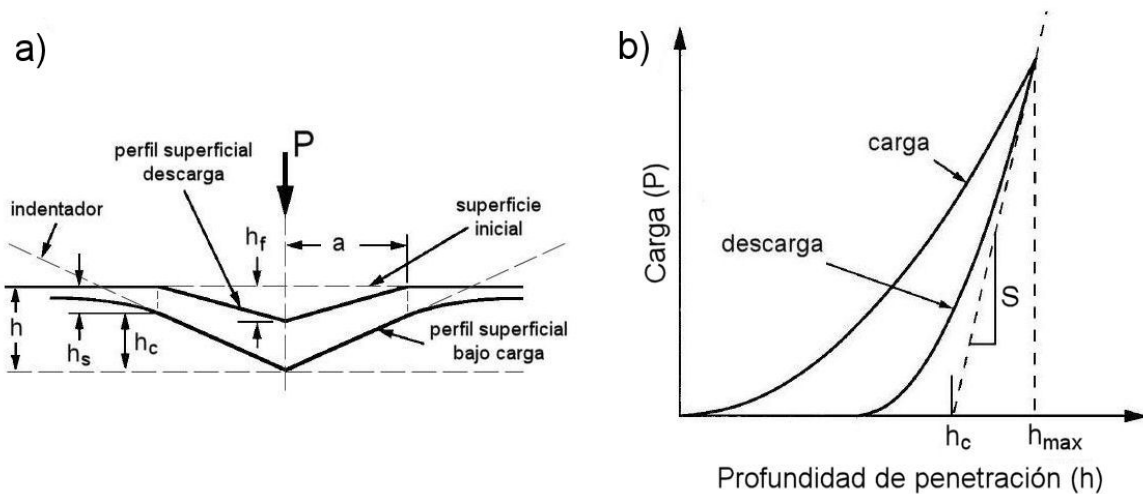 a)
P
perfil superficial
descarga
indentador
h_f
a
superficie
inicial
h
h_s
h_c
perfil superficial
bajo carga
b)
Carga (P)
carga
descarga
S
h_c
h_max
Profundidad de penetración (h)